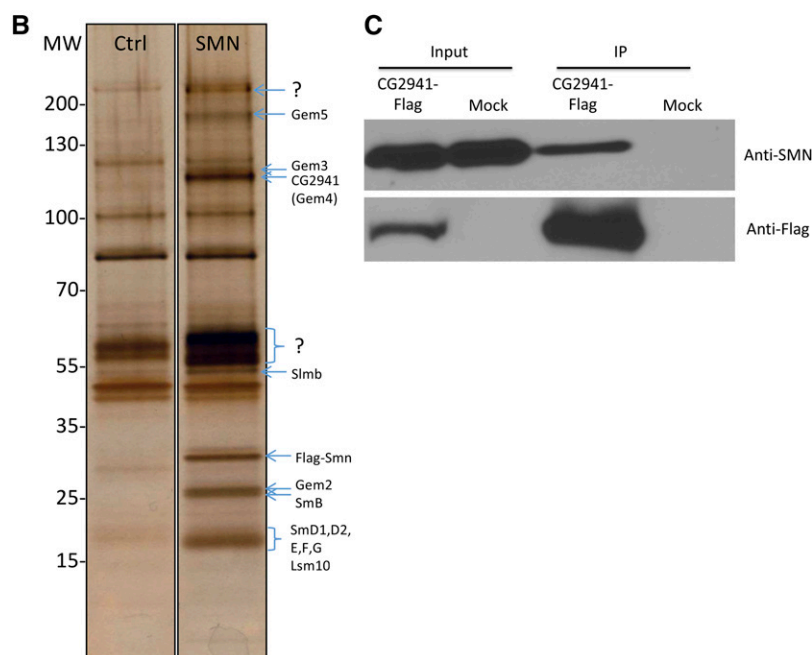 B
MW
Ctrl
SMN
200-
130-
100-
70-
55-
35-
25-
15-
?
Gem5
Gem3
CG2941
(Gem4)
?
Slmb
Flag-Smn
Gem2
SmB
SmD1,D2,
E,F,G
Lsm10
C
Input
IP
CG2941-
Flag
Mock
CG2941-
Flag
Mock
Anti-SMN
Anti-Flag